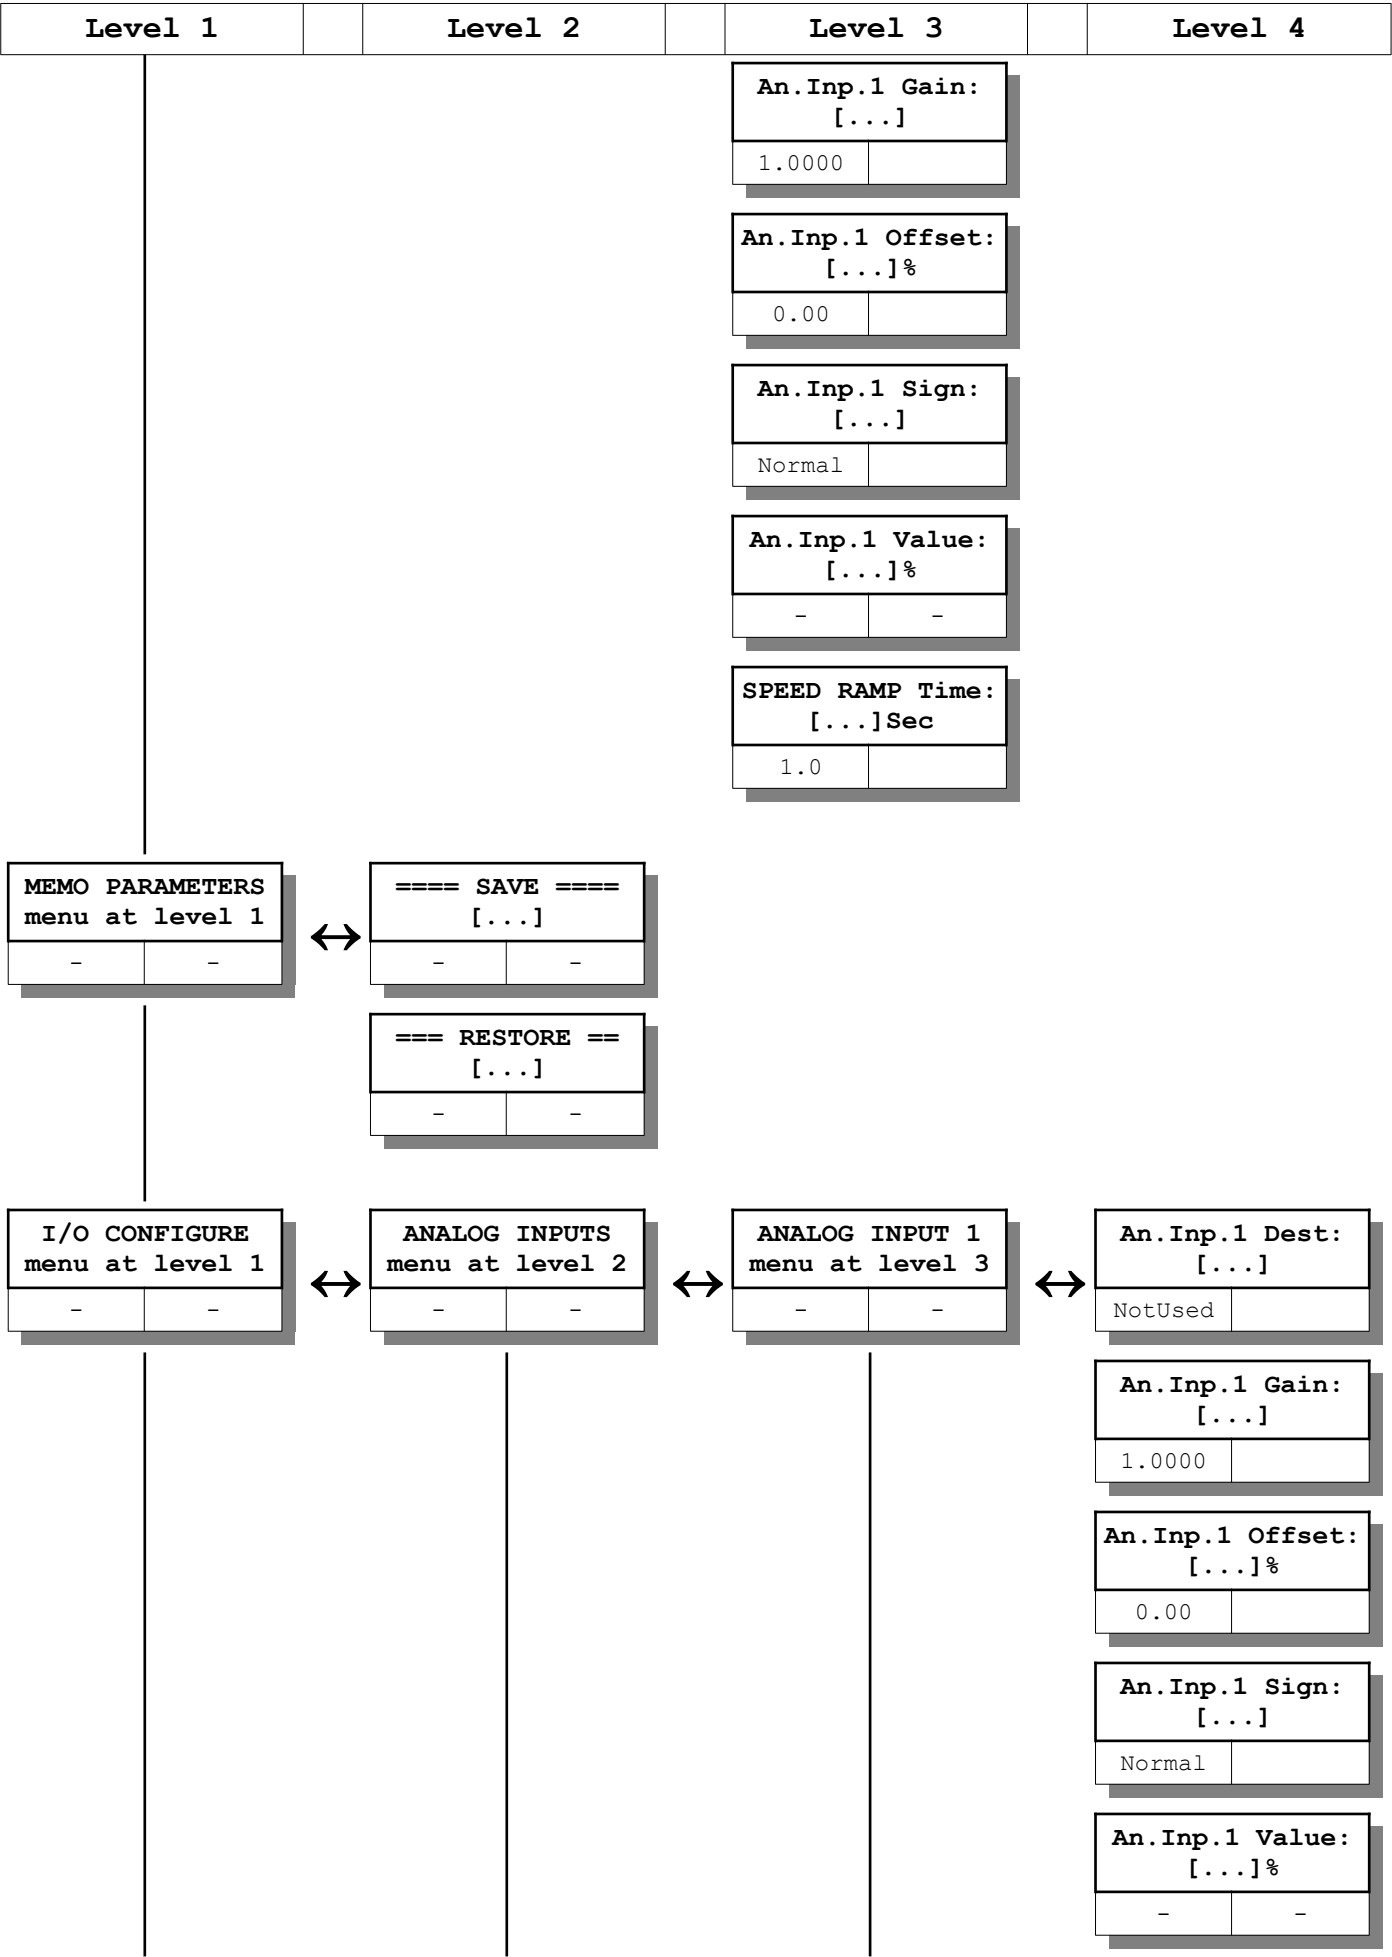 Level 1 Level 2 Level 3 Level 4
An.Inp.1 Gain:
[...]
1.0000
An.Inp.1 Offset:
[...]%
0.00
An.Inp.1 Sign:
[...]
Normal
An.Inp.1 Value:
[...]%
- -
SPEED RAMP Time:
[...]Sec
1.0
MEMO PARAMETERS
menu at level 1
- -
==== SAVE ====
[...]
- -
=== RESTORE ==
[...]
- -
I/O CONFIGURE
menu at level 1
- -
ANALOG INPUTS
menu at level 2
- -
ANALOG INPUT 1
menu at level 3
- -
An.Inp.1 Dest:
[...]
NotUsed
An.Inp.1 Gain:
[...]
1.0000
An.Inp.1 Offset:
[...]%
0.00
An.Inp.1 Sign:
[...]
Normal
An.Inp.1 Value:
[...]%
- -